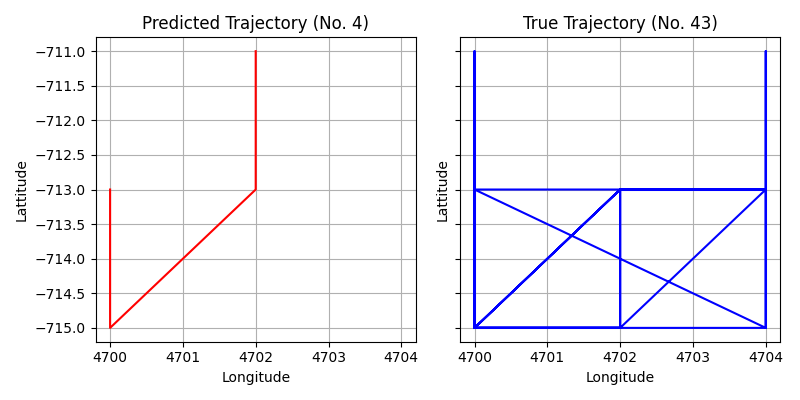 Predicted Trajectory (No. 4)
True Trajectory (No. 43)
−711.0
−711.5
−712.0
−712.5
−713.0
−713.5
−714.0
−714.5
−715.0
Lattitude
Lattitude
4700 4701 4702 4703 4704
4700 4701 4702 4703 4704
Longitude
Longitude